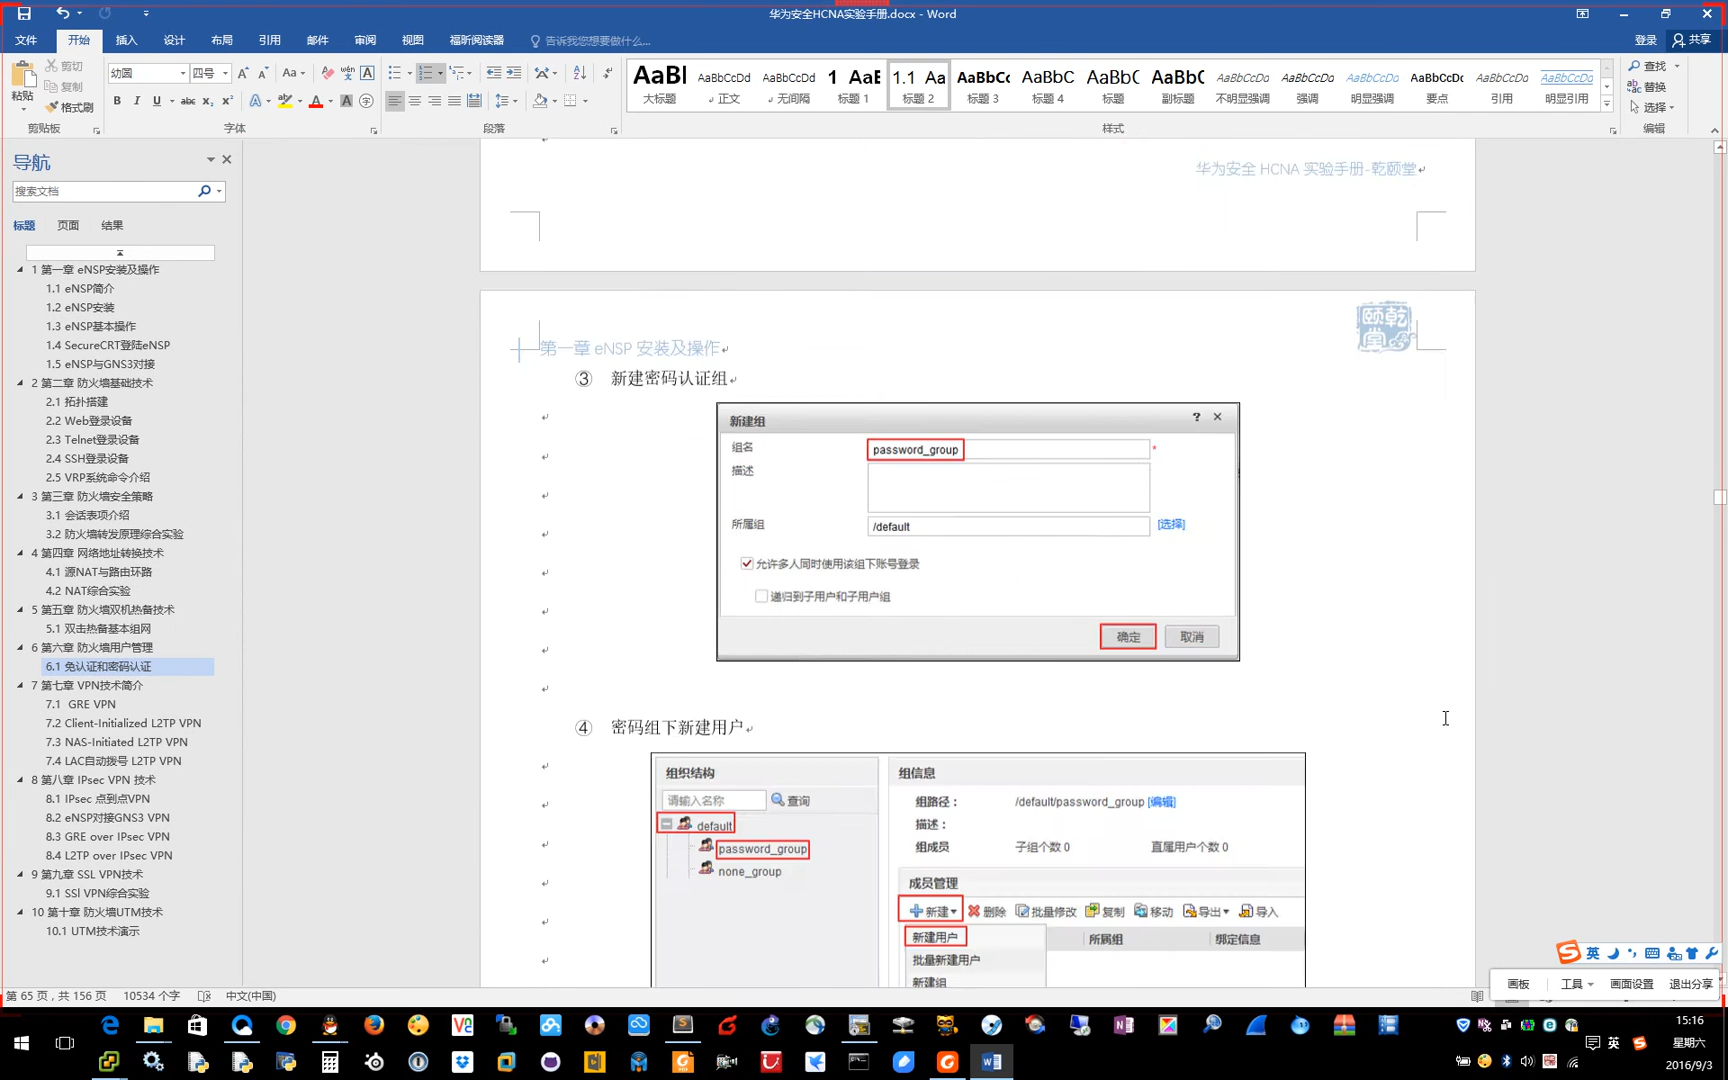 华为安全HCNA实验手册.docx - Word
文件 开始 插入 设计 布局 引用 邮件 审阅 视图 福昕阅读器 告诉我您想要做什么... 登录 共享
粘贴 剪切 复制 格式刷
幼圆 四号
AaBl AaBbCcDd AaBbCcDd 1 AaE 1.1 Aa AaBbCc AaBbC AaBbC AaBbC AaBbCcDd AaBbCcDd AaBbCcDd AaBbCcDc AaBbCcDd AaBbCcDd
大标题 正文 无间隔 标题 1 标题 2 标题 3 标题 4 标题 副标题 不明显强调 强调 明显强调 要点 引用 明显引用
查找 替换 选择
剪贴板 字体 段落 样式 编辑
导航
搜索文档
标题 页面 结果
1 第一章 eNSP安装及操作
1.1 eNSP简介
1.2 eNSP安装
1.3 eNSP基本操作
1.4 SecureCRT登陆eNSP
1.5 eNSP与GNS3对接
2 第二章 防火墙基础技术
2.1 拓扑搭建
2.2 Web登录设备
2.3 Telnet登录设备
2.4 SSH登录设备
2.5 VRP系统命令介绍
3 第三章 防火墙安全策略
3.1 会话表项介绍
3.2 防火墙转发原理综合实验
4 第四章 网络地址转换技术
4.1 源NAT与路由环路
4.2 NAT综合实验
5 第五章 防火墙双机热备技术
5.1 双击热备基本组网
6 第六章 防火墙用户管理
6.1 免认证和密码认证
7 第七章 VPN技术简介
7.1 GRE VPN
7.2 Client-Initialized L2TP VPN
7.3 NAS-Initiated L2TP VPN
7.4 LAC自动拨号 L2TP VPN
8 第八章 IPsec VPN 技术
8.1 IPsec 点到点VPN
8.2 eNSP对接GNS3 VPN
8.3 GRE over IPsec VPN
8.4 L2TP over IPsec VPN
9 第九章 SSL VPN技术
9.1 SSl VPN综合实验
10 第十章 防火墙UTM技术
10.1 UTM技术演示
华为安全 HCNA 实验手册-乾颐堂
乾颐堂
第一章 eNSP 安装及操作
③ 新建密码认证组
新建组 ? ×
组名 password_group *
描述
所属组 /default [选择]
允许多人同时使用该组下账号登录
递归到子用户和子用户组
确定 取消
④ 密码组下新建用户
组织结构
请输入名称 查询
default
password_group
none_group
组信息
组路径： /default/password_group [编辑]
描述：
组成员 子组个数 0 直属用户个数 0
成员管理
新建 删除 批量修改 复制 移动 导出 导入
新建用户 所属组 绑定信息
批量新建用户
新建组
英
画板 工具 画面设置 退出分享
第 65 页，共 156 页 10534 个字 中文(中国)
英
15:16
星期六
2016/9/3